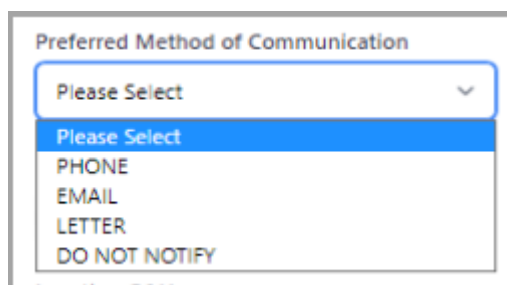 Preferred Method of Communication
Please Select
Please Select
PHONE
EMAIL
LETTER
DO NOT NOTIFY